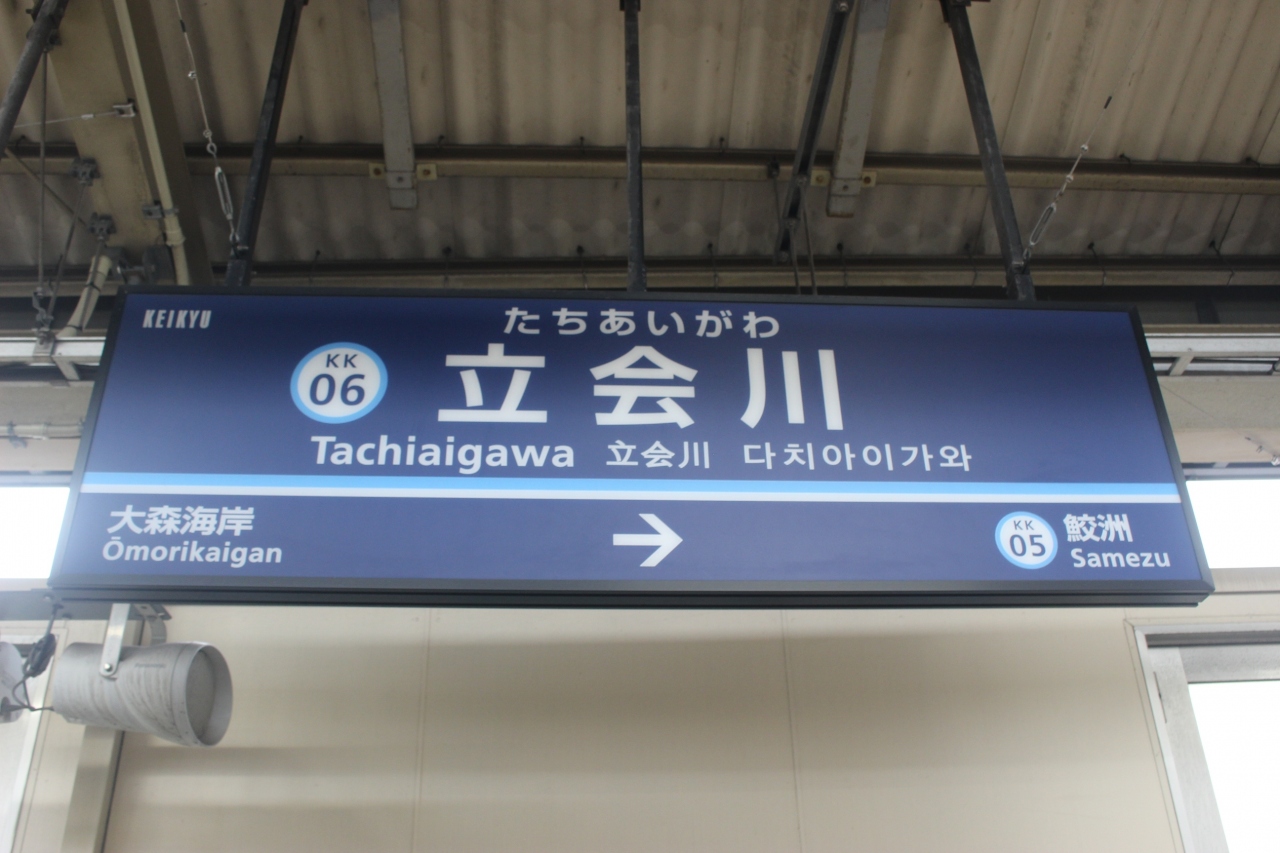 KEIKYU
たちあいがわ
KK
06
立会川
Tachiaigawa 立会川 다치아이가와
大森海岸
Ōmorikaigan
→
KK
05
鮫洲
Samezu